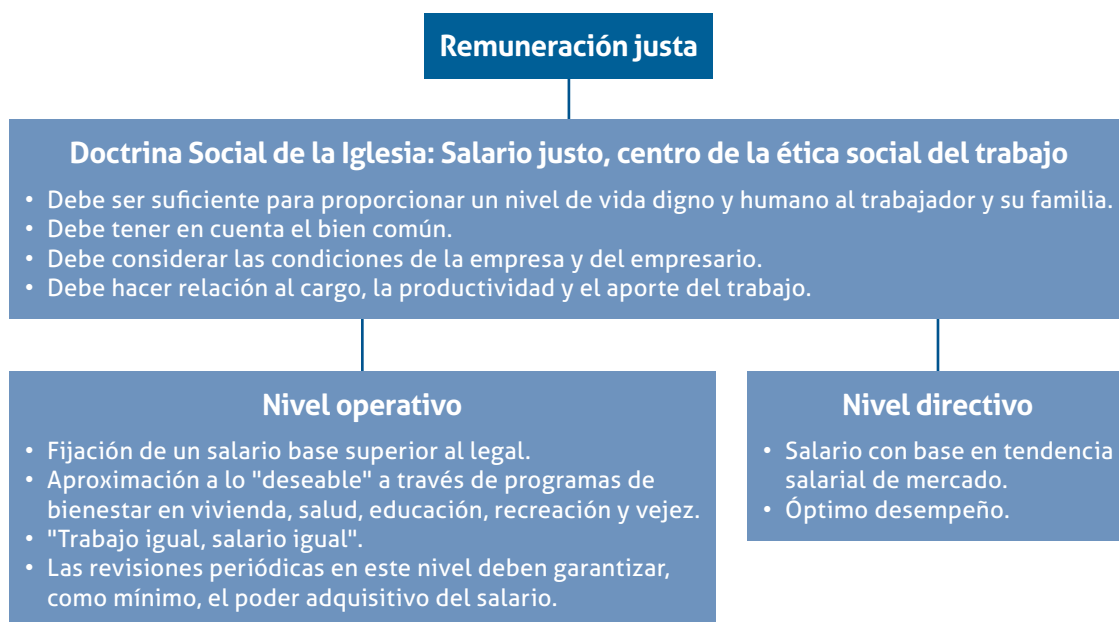 Remuneración justa
Doctrina Social de la Iglesia: Salario justo, centro de la ética social del trabajo
• Debe ser suficiente para proporcionar un nivel de vida digno y humano al trabajador y su familia.
• Debe tener en cuenta el bien común.
• Debe considerar las condiciones de la empresa y del empresario.
• Debe hacer relación al cargo, la productividad y el aporte del trabajo.
Nivel operativo
• Fijación de un salario base superior al legal.
• Aproximación a lo "deseable" a través de programas de
bienestar en vivienda, salud, educación, recreación y vejez.
• "Trabajo igual, salario igual".
• Las revisiones periódicas en este nivel deben garantizar,
como mínimo, el poder adquisitivo del salario.
Nivel directivo
• Salario con base en tendencia
salarial de mercado.
• Óptimo desempeño.